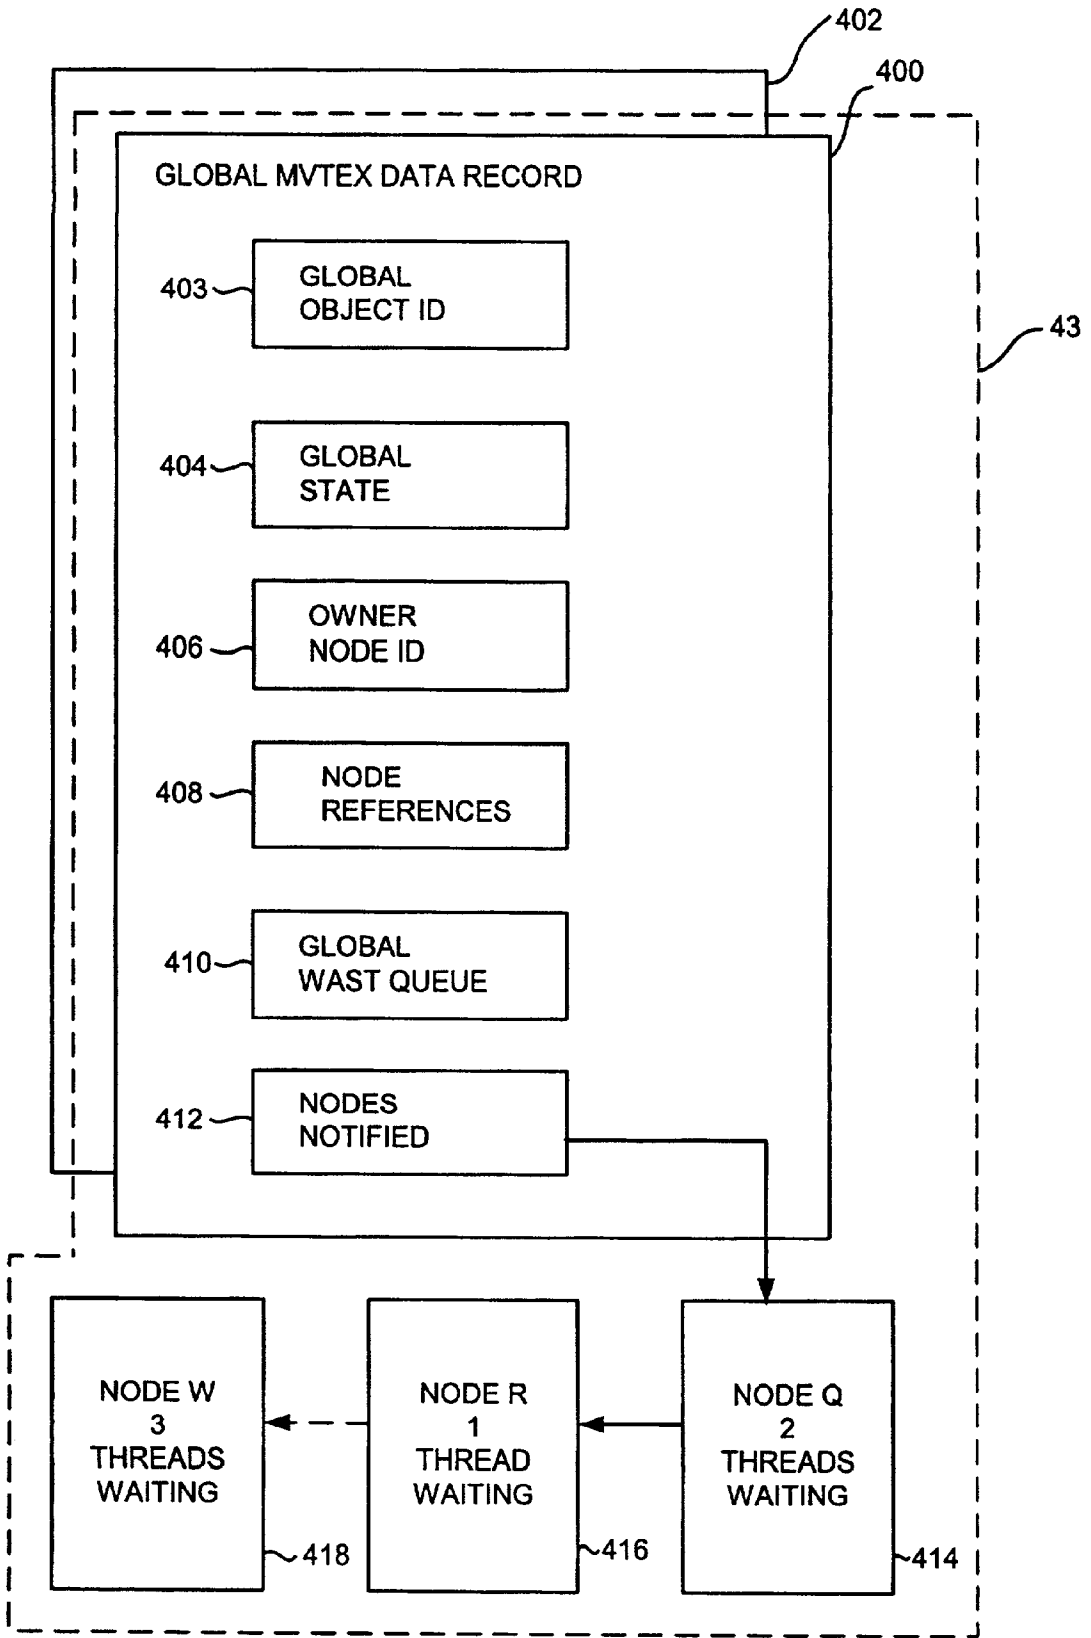 402
400
GLOBAL MVTEX DATA RECORD
403
GLOBAL
OBJECT ID
43
404
GLOBAL
STATE
406
OWNER
NODE ID
408
NODE
REFERENCES
410
GLOBAL
WAST QUEUE
412
NODES
NOTIFIED
NODE W
3
THREADS
WAITING
418
NODE R
1
THREAD
WAITING
416
NODE Q
2
THREADS
WAITING
414